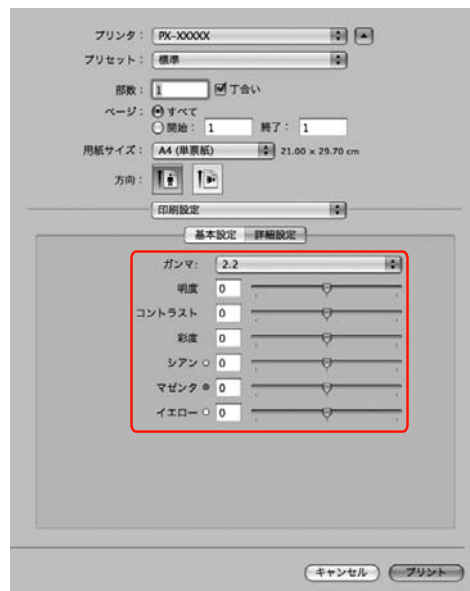 プリンタ： PX-XXXXX
プリセット： 標準
部数： 1 丁合い
ページ： すべて
開始： 1 終了： 1
用紙サイズ： A4 (単票紙) 21.00 x 29.70 cm
方向：
印刷設定
基本設定 詳細設定
ガンマ: 2.2
明度 0
コントラスト 0
彩度 0
シアン 0
マゼンタ 0
イエロー 0
キャンセル プリント